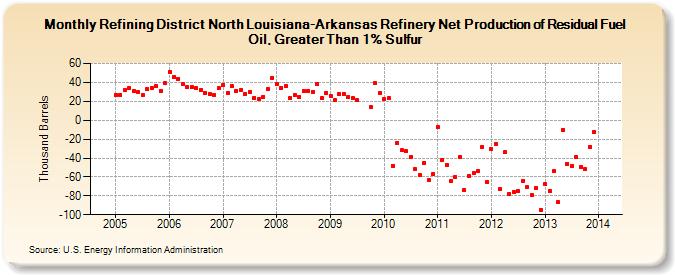 Monthly Refining District North Louisiana-Arkansas Refinery Net Production of Residual Fuel
Oil, Greater Than 1% Sulfur
Thousand Barrels
60
40
20
0
-20
-40
-60
-80
-100
2005 2006 2007 2008 2009 2010 2011 2012 2013 2014
Source: U.S. Energy Information Administration